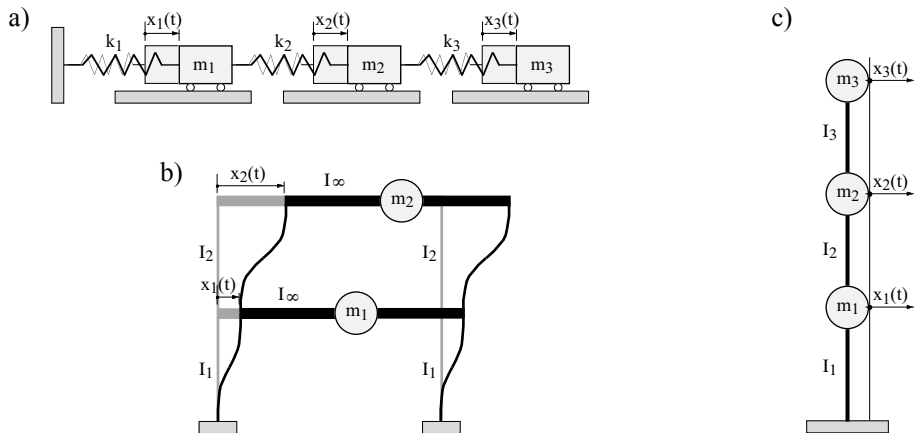 a)
x1(t) x2(t) x3(t)
k1 k2 k3
m1 m2 m3
b)
x2(t)
I∞
m2
I2 I2
x1(t)
I∞
m1
I1 I1
c)
m3 x3(t)
I3
m2 x2(t)
I2
m1 x1(t)
I1